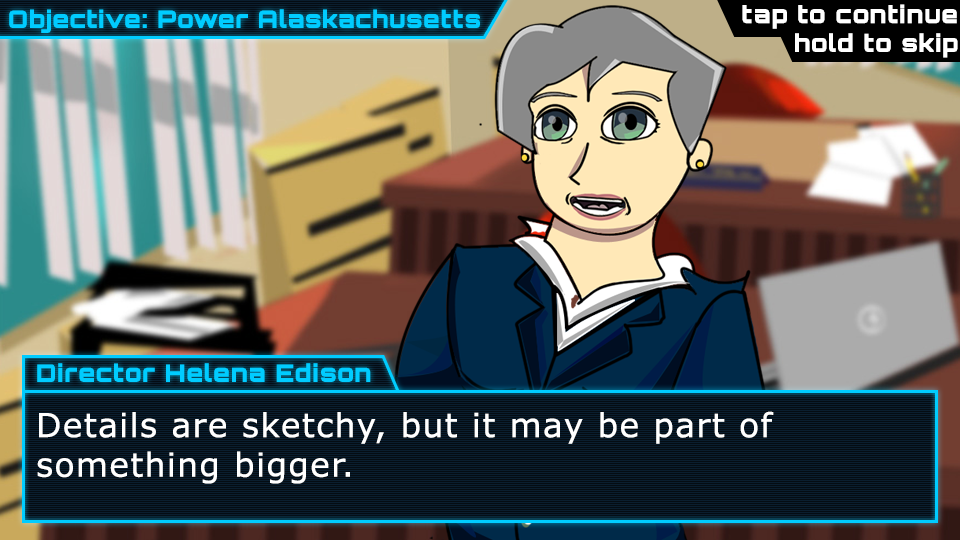 Objective: Power Alaskachusetts
tap to continue
hold to skip
Director Helena Edison
Details are sketchy, but it may be part of
something bigger.